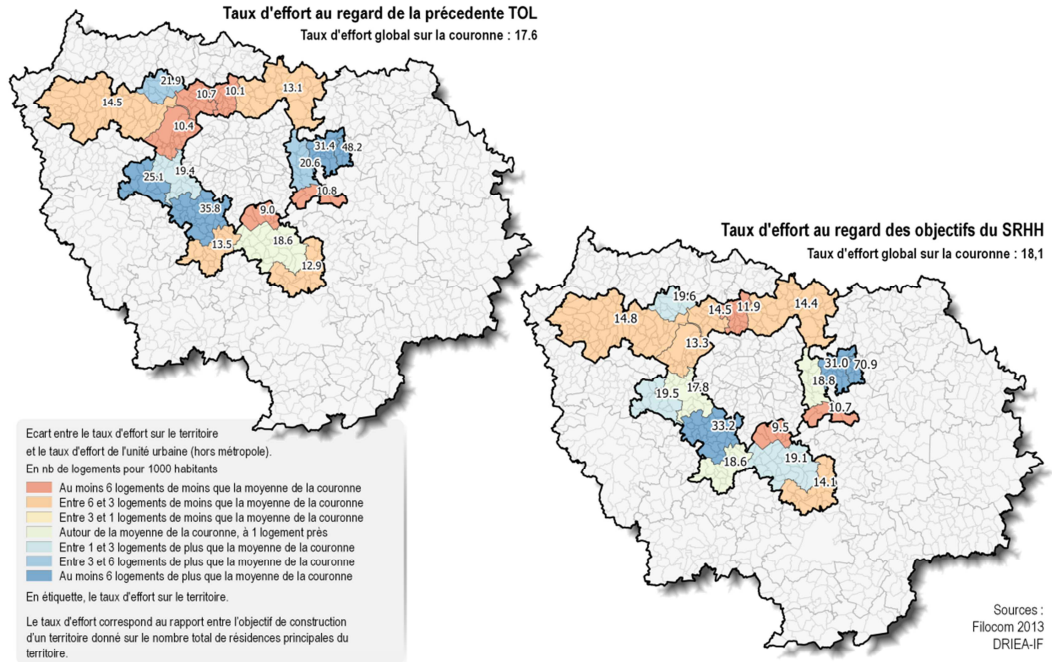 Taux d'effort au regard de la précedente TOL
Taux d'effort global sur la couronne : 17.6
21.9
14.5
10.7
10.1
13.1
10.4
31.4
48.2
20.6
19.4
25.1
10.8
35.8
9.0
13.5
18.6
12.9
Taux d'effort au regard des objectifs du SRHH
Taux d'effort global sur la couronne : 18,1
19.6
14.8
14.5
11.9
14.4
13.3
31.0
70.9
18.8
17.8
19.5
10.7
33.2
9.5
18.6
19.1
14.1
Ecart entre le taux d'effort sur le territoire
et le taux d'effort de l'unité urbaine (hors métropole).
En nb de logements pour 1000 habitants
Au moins 6 logements de moins que la moyenne de la couronne
Entre 6 et 3 logements de moins que la moyenne de la couronne
Entre 3 et 1 logements de moins que la moyenne de la couronne
Autour de la moyenne de la couronne, à 1 logement près
Entre 1 et 3 logements de plus que la moyenne de la couronne
Entre 3 et 6 logements de plus que la moyenne de la couronne
Au moins 6 logements de plus que la moyenne de la couronne
En étiquette, le taux d'effort sur le territoire.
Le taux d'effort correspond au rapport entre l'objectif de construction
d'un territoire donné sur le nombre total de résidences principales du
territoire.
Sources :
Filocom 2013
DRIEA-IF